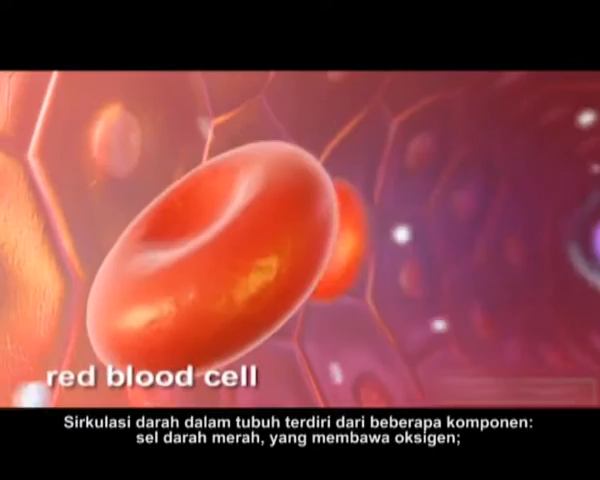 red blood cell
Sirkulasi darah dalam tubuh terdiri dari beberapa komponen:
sel darah merah, yang membawa oksigen;